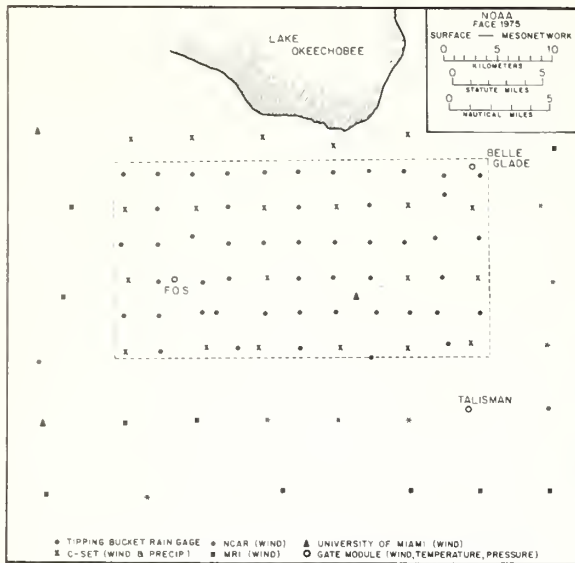 NOAA
FACE 1975
SURFACE — MESONETWORK
0 5 10
KILOMETERS
0 5
STATUTE MILES
0 5
NAUTICAL MILES
LAKE
OKEECHOBEE
BELLE
GLADE
F.O.S.
TALISMAN
TIPPING BUCKET RAIN GAGE
NCAR (WIND)
UNIVERSITY OF MIAMI (WIND)
C-SET (WIND & PRECIP)
MRI (WIND)
GATE MODULE (WIND, TEMPERATURE, PRESSURE)